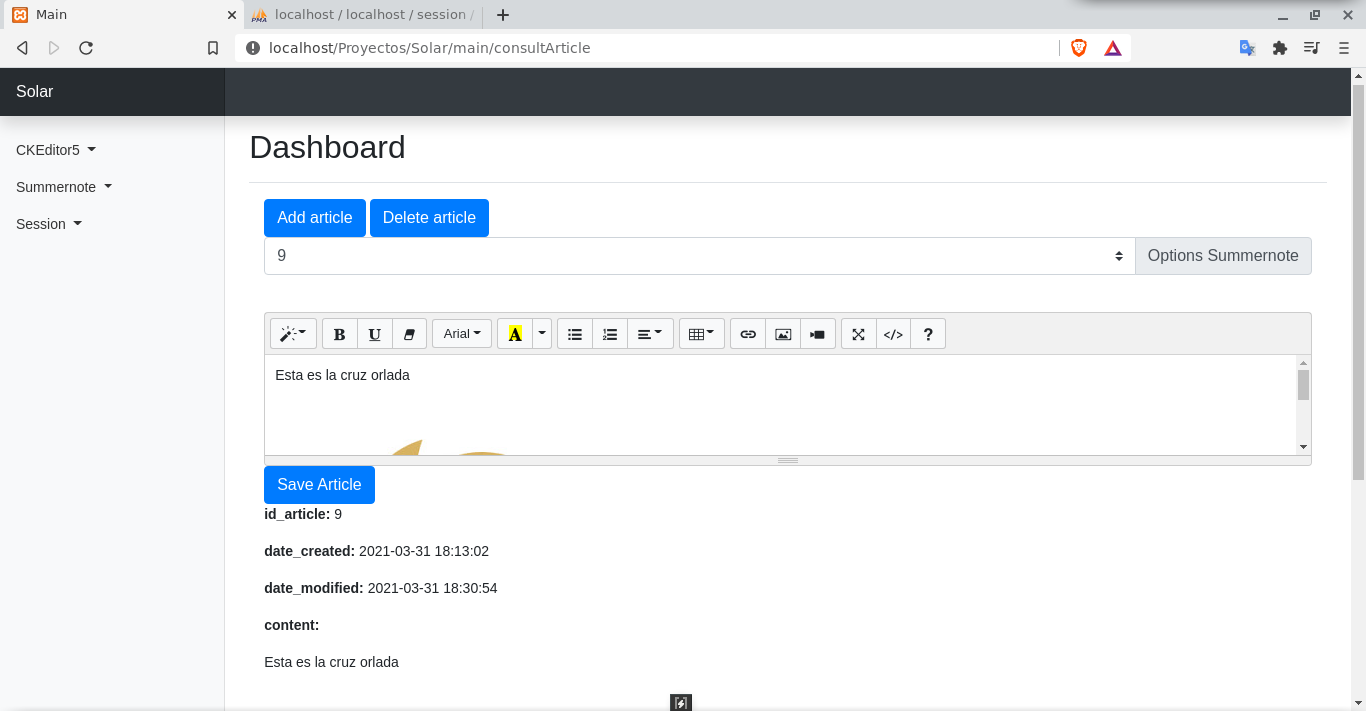 Main
localhost / localhost / session /
localhost/Proyectos/Solar/main/consultArticle
Solar
CKEditor5
Summernote
Session
Dashboard
Add article Delete article
9 Options Summernote
B U Arial A </> ?
Esta es la cruz orlada
Save Article
id_article: 9
date_created: 2021-03-31 18:13:02
date_modified: 2021-03-31 18:30:54
content:
Esta es la cruz orlada